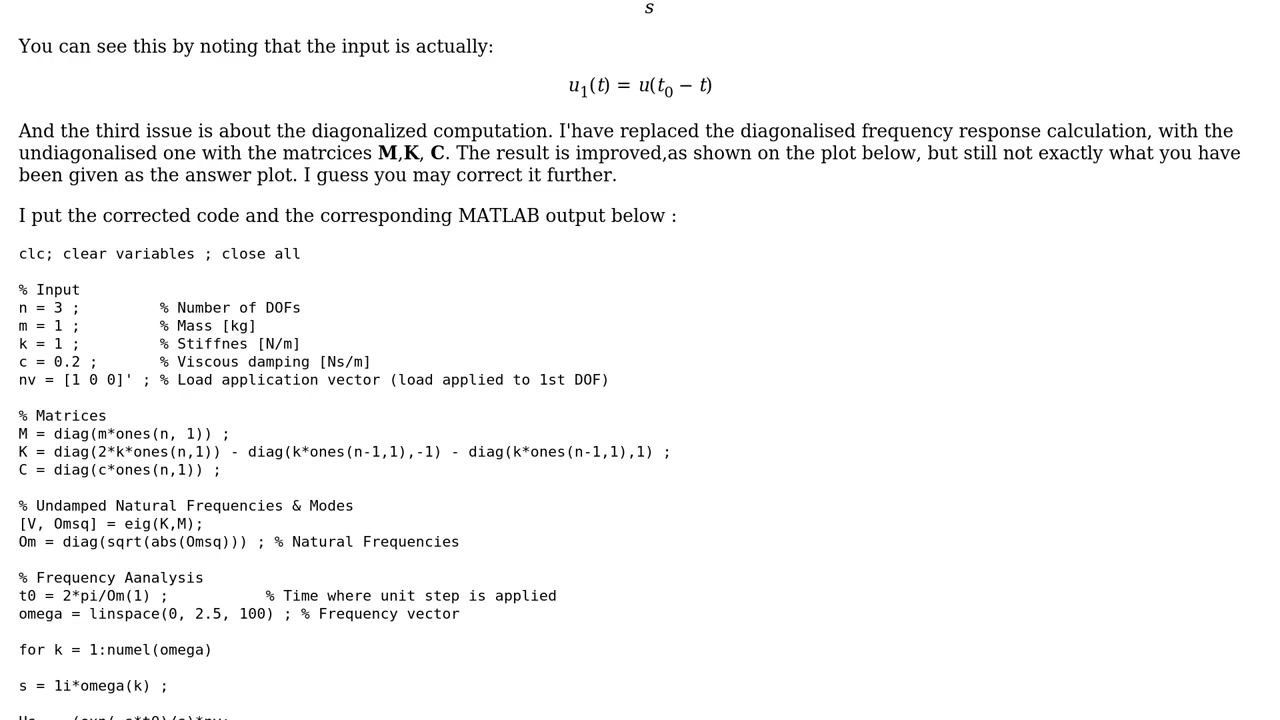 s
You can see this by noting that the input is actually:
u1(t) = u(t0 − t)
And the third issue is about the diagonalized computation. I'have replaced the diagonalised frequency response calculation, with the
undiagonalised one with the matrcices M,K, C. The result is improved,as shown on the plot below, but still not exactly what you have
been given as the answer plot. I guess you may correct it further.
I put the corrected code and the corresponding MATLAB output below :
clc; clear variables ; close all
% Input
n = 3 ;         % Number of DOFs
m = 1 ;         % Mass [kg]
k = 1 ;         % Stiffnes [N/m]
c = 0.2 ;       % Viscous damping [Ns/m]
nv = [1 0 0]' ; % Load application vector (load applied to 1st DOF)
% Matrices
M = diag(m*ones(n, 1)) ;
K = diag(2*k*ones(n,1)) - diag(k*ones(n-1,1),-1) - diag(k*ones(n-1,1),1) ;
C = diag(c*ones(n,1)) ;
% Undamped Natural Frequencies & Modes
[V, Omsq] = eig(K,M);
Om = diag(sqrt(abs(Omsq))) ; % Natural Frequencies
% Frequency Aanalysis
t0 = 2*pi/Om(1) ;           % Time where unit step is applied
omega = linspace(0, 2.5, 100) ; % Frequency vector
for k = 1:numel(omega)
s = 1i*omega(k) ;